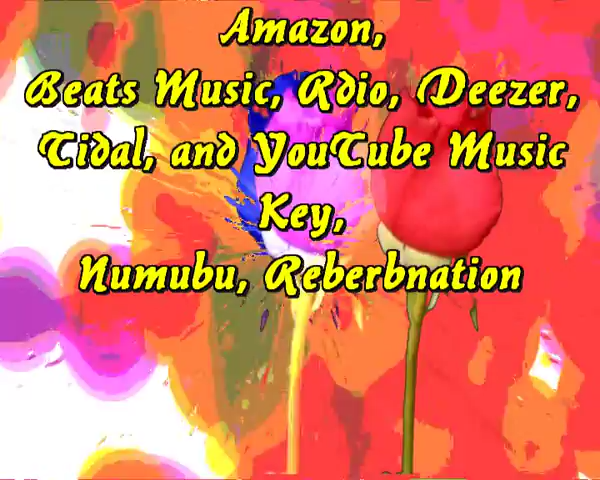 Amazon,
Beats Music, Rdio, Deezer,
Tidal, and YouTube Music
Key,
Numubu, Reberbnation